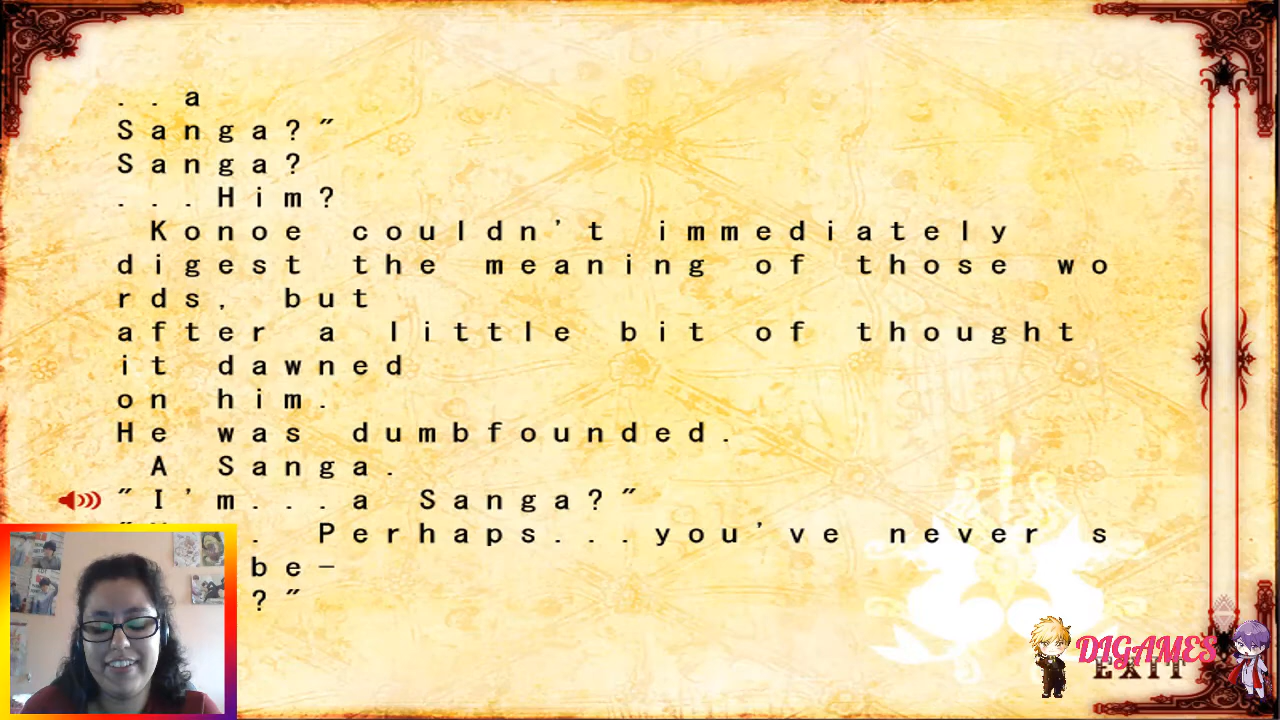 . . a
Sanga?"
Sanga?
...Him?
Konoe couldn't immediately
digest the meaning of those wo
rds, but
after a little bit of thought
it dawned
on him.
He was dumbfounded.
A Sanga.
"I'm...a Sanga?"
. Perhaps...you've never s
be-
?"
DIGAMES
EXIT